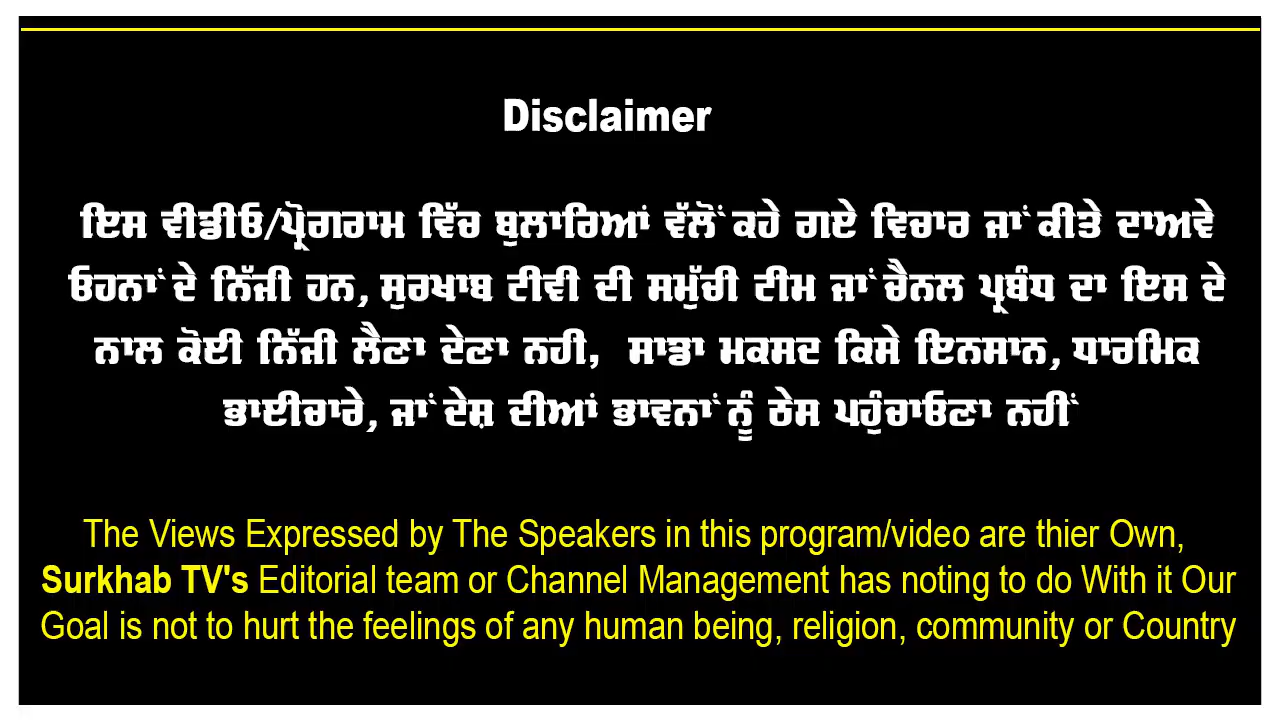 Disclaimer
ਇਸ ਵੀਡੀਓ/ਪ੍ਰੋਗਰਾਮ ਵਿੱਚ ਬੁਲਾਰਿਆਂ ਵੱਲੋਂ ਕਹੇ ਗਏ ਵਿਚਾਰ ਜਾਂ ਕੀਤੇ ਦਾਅਵੇ
ਓਹਨਾਂ ਦੇ ਨਿੱਜੀ ਹਨ, ਸੁਰਖਾਬ ਟੀਵੀ ਦੀ ਸਮੁੱਚੀ ਟੀਮ ਜਾਂ ਚੈਨਲ ਪ੍ਰਬੰਧ ਦਾ ਇਸ ਦੇ
ਨਾਲ ਕੋਈ ਨਿੱਜੀ ਲੈਣਾ ਦੇਣਾ ਨਹੀ, ਸਾਡਾ ਮਕਸਦ ਕਿਸੇ ਇਨਸਾਨ, ਧਾਰਮਿਕ
ਭਾਈਚਾਰੇ, ਜਾਂ ਦੇਸ਼ ਦੀਆਂ ਭਾਵਨਾਂ ਨੂੰ ਠੇਸ ਪਹੁੰਚਾਓਣਾ ਨਹੀਂ
The Views Expressed by The Speakers in this program/video are thier Own,
Surkhab TV's Editorial team or Channel Management has noting to do With it Our
Goal is not to hurt the feelings of any human being, religion, community or Country